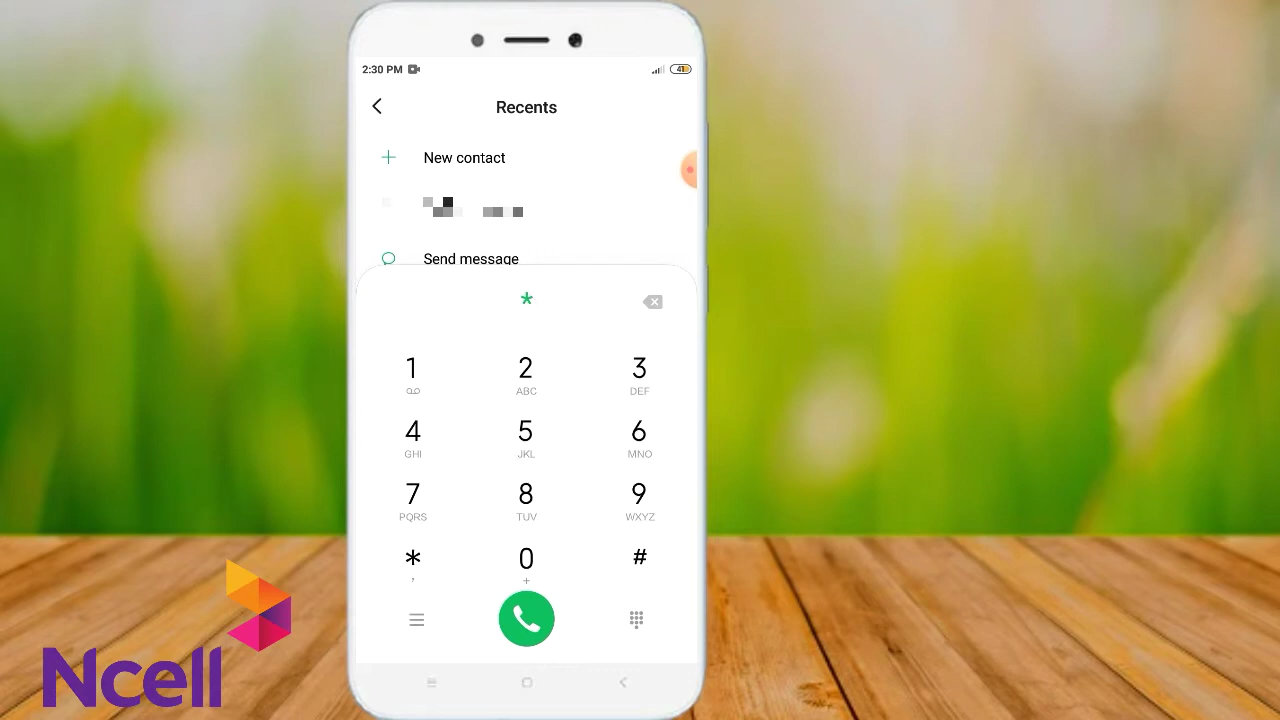 2:30 PM
41
Recents
New contact
Send message
*
1 2 3
ABC DEF
4 5 6
GHI JKL MNO
7 8 9
PQRS TUV WXYZ
* 0 #
, +
Ncell